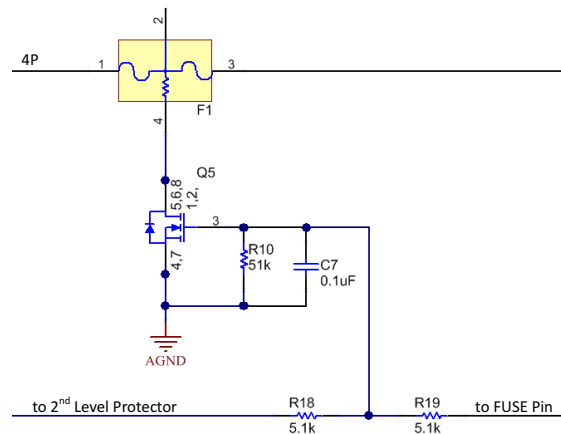 2
4P
1
3
F1
4
Q5
5,6,8
1,2,
3
4,7
R10
51k
C7
0.1uF
AGND
to 2nd Level Protector
R18
5.1k
R19
5.1k
to FUSE Pin